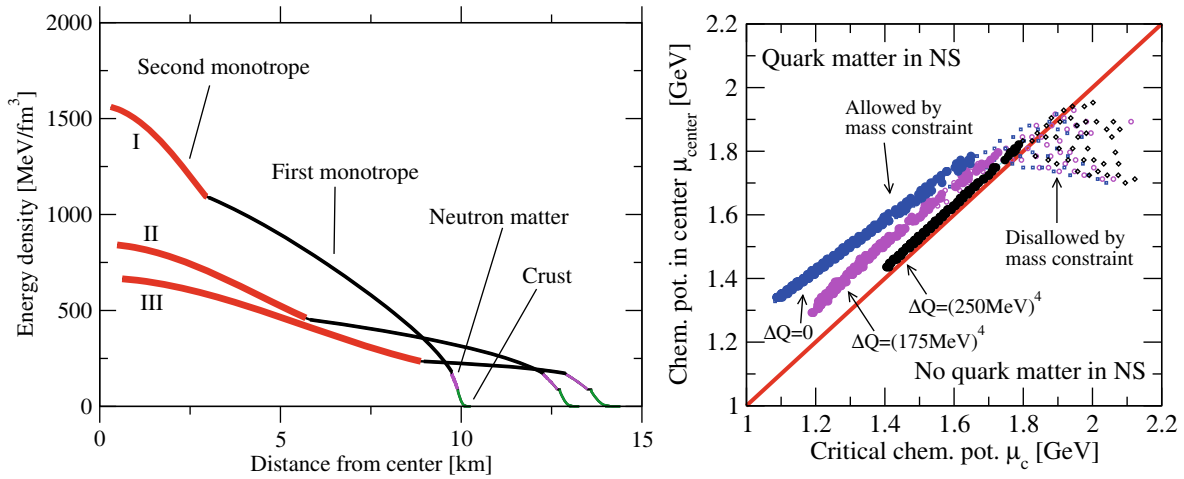 2000
1500
1000
500
0
Energy density [MeV/fm³]
0
5
10
15
Distance from center [km]
Second monotrope
I
First monotrope
Neutron matter
Crust
II
III
2.2
2
1.8
1.6
1.4
1.2
1
Chem. pot. in center μ_center [GeV]
1
1.2
1.4
1.6
1.8
2
2.2
Critical chem. pot. μ_c [GeV]
Quark matter in NS
Allowed by
mass constraint
Disallowed by
mass constraint
ΔQ=(250MeV)⁴
ΔQ=0
ΔQ=(175MeV)⁴
No quark matter in NS